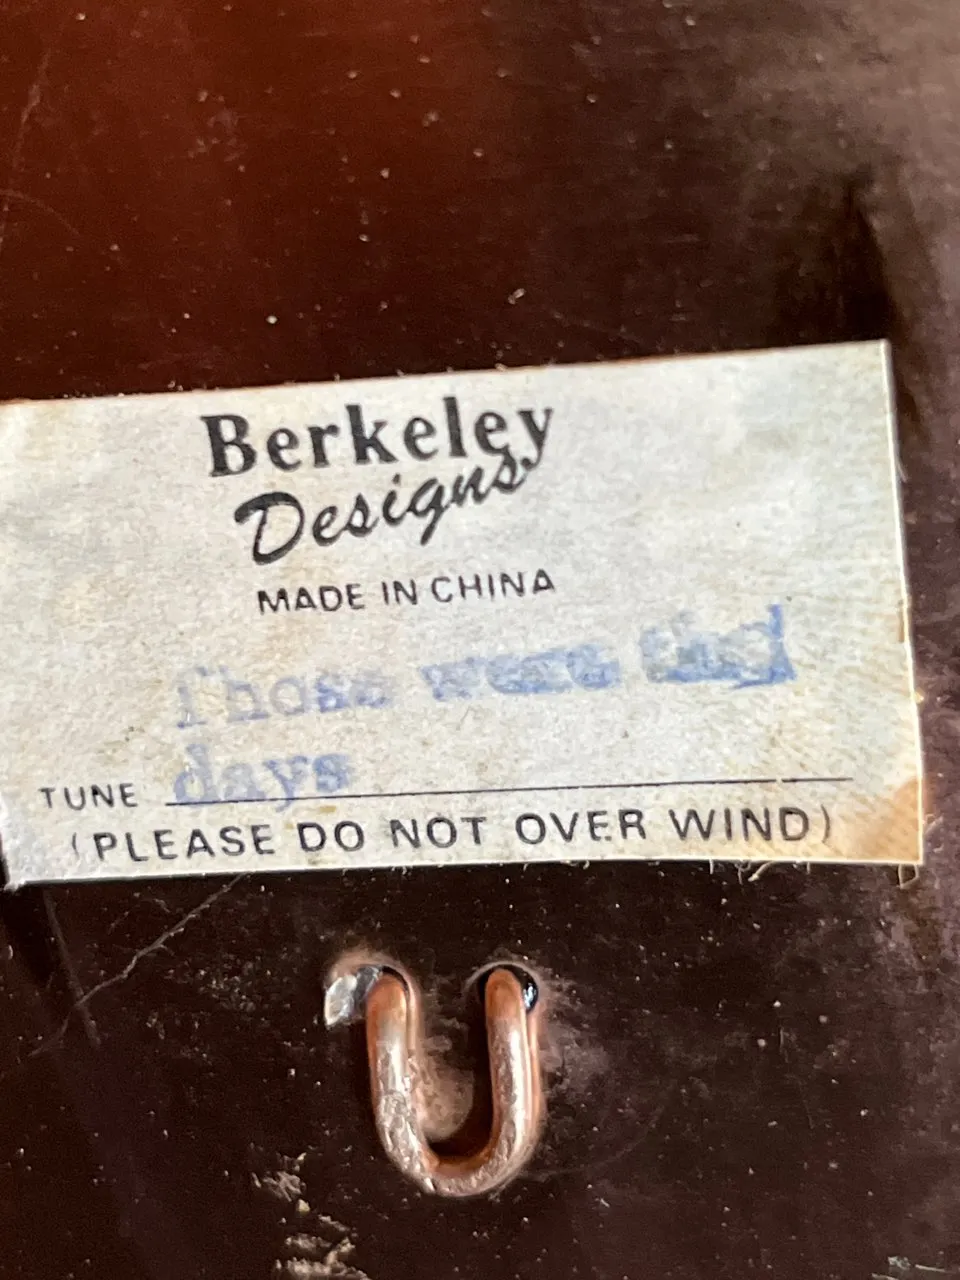 Berkeley
Designs
MADE IN CHINA
Those were the
days
TUNE
(PLEASE DO NOT OVER WIND)